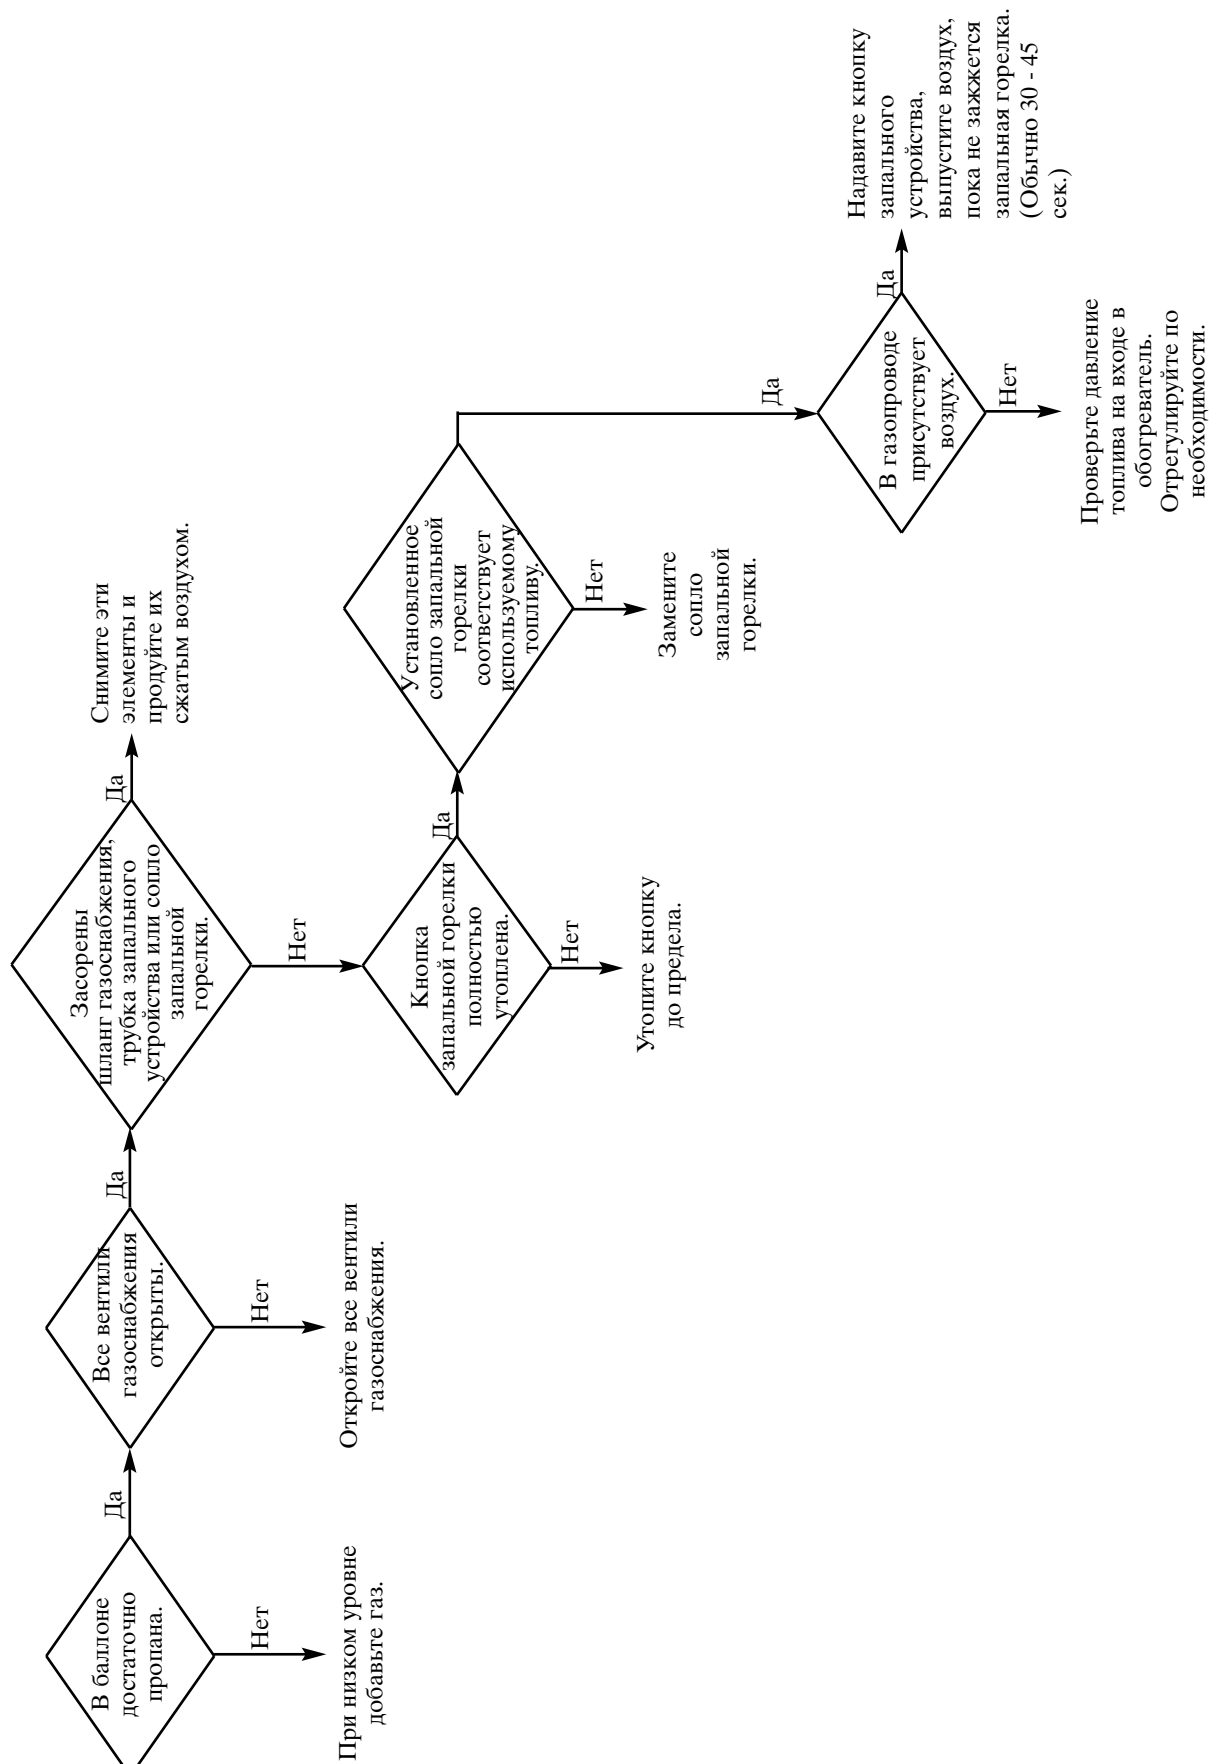 В баллоне
достаточно
пропана.
Да
Нет
При низком уровне
добавьте газ.
Все вентили
газоснабжения
открыты.
Да
Нет
Откройте все вентили
газоснабжения.
Засорены
шланг газоснабжения,
трубка запального
устройства или сопло
запальной
горелки.
Да
Снимите эти
элементы и
продуйте их
сжатым воздухом.
Нет
Кнопка
запальной горелки
полностью
утоплена.
Да
Нет
Утопите кнопку
до предела.
Установленное
сопло запальной
горелки
соответствует
используемому
топливу.
Нет
Замените
сопло
запальной
горелки.
Да
В газопроводе
присутствует
воздух.
Да
Надавите кнопку
запального
устройства,
выпустите воздух,
пока не зажжется
запальная горелка.
(Обычно 30 - 45
сек.)
Нет
Проверьте давление
топлива на входе в
обогреватель.
Отрегулируйте по
необходимости.